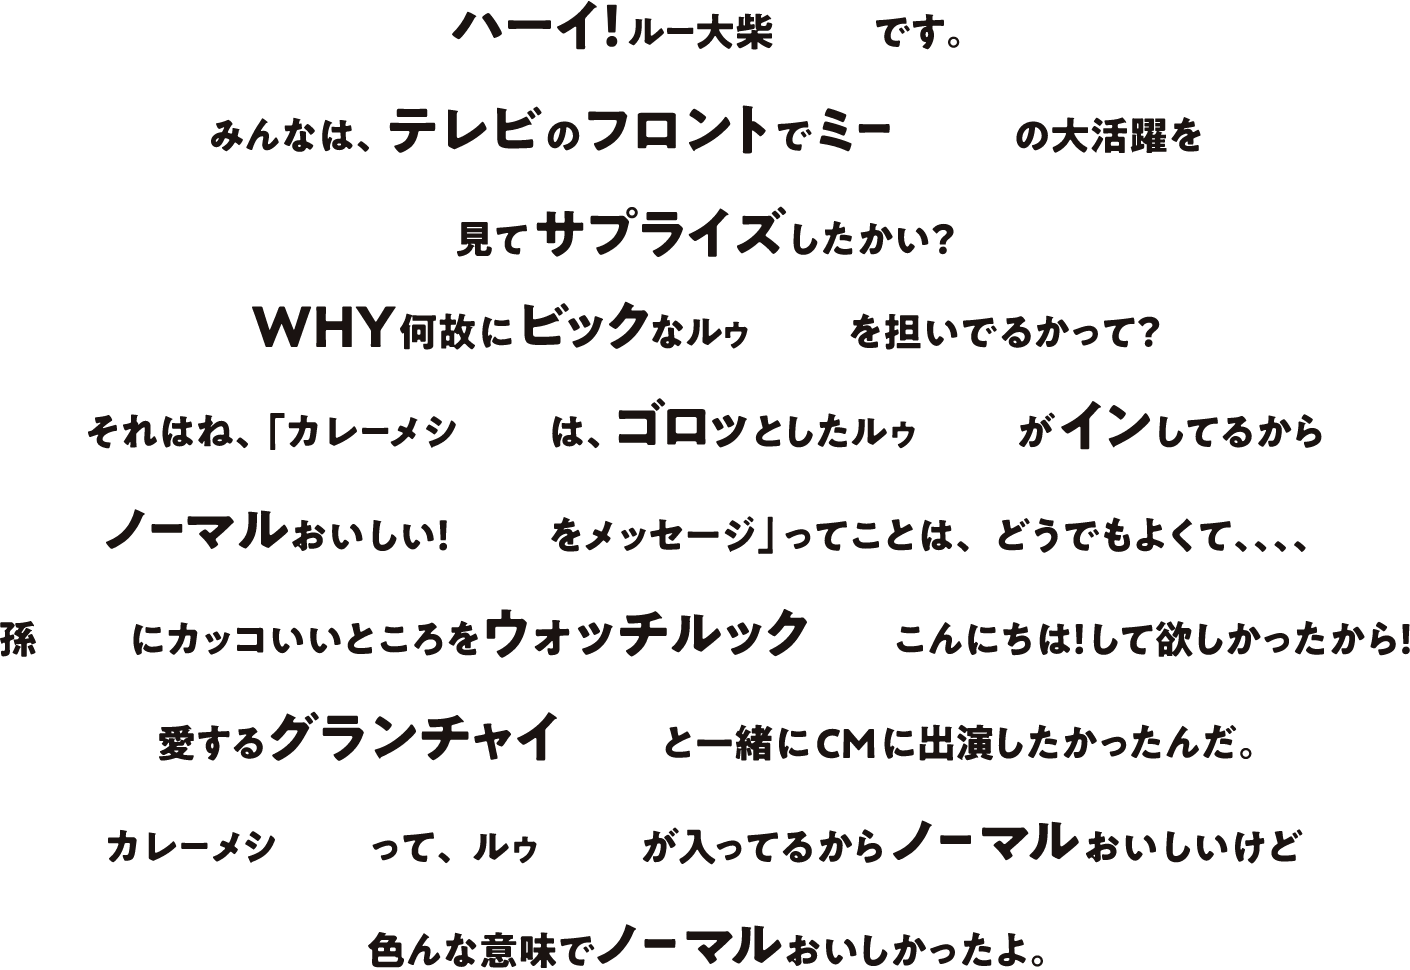 ハーイ!ルー大柴 です。
みんなは、テレビのフロントでミー の大活躍を
見てサプライズしたかい?
WHY何故にビックなルゥ を担いでるかって?
それはね、「カレーメシ は、ゴロッとしたルゥ がインしてるから
ノーマルおいしい! をメッセージ」ってことは、どうでもよくて、、、、
孫 にカッコいいところをウォッチルック こんにちは!して欲しかったから!
愛するグランチャイ と一緒にCMに出演したかったんだ。
カレーメシ って、ルゥ が入ってるからノーマルおいしいけど
色んな意味でノーマルおいしかったよ。